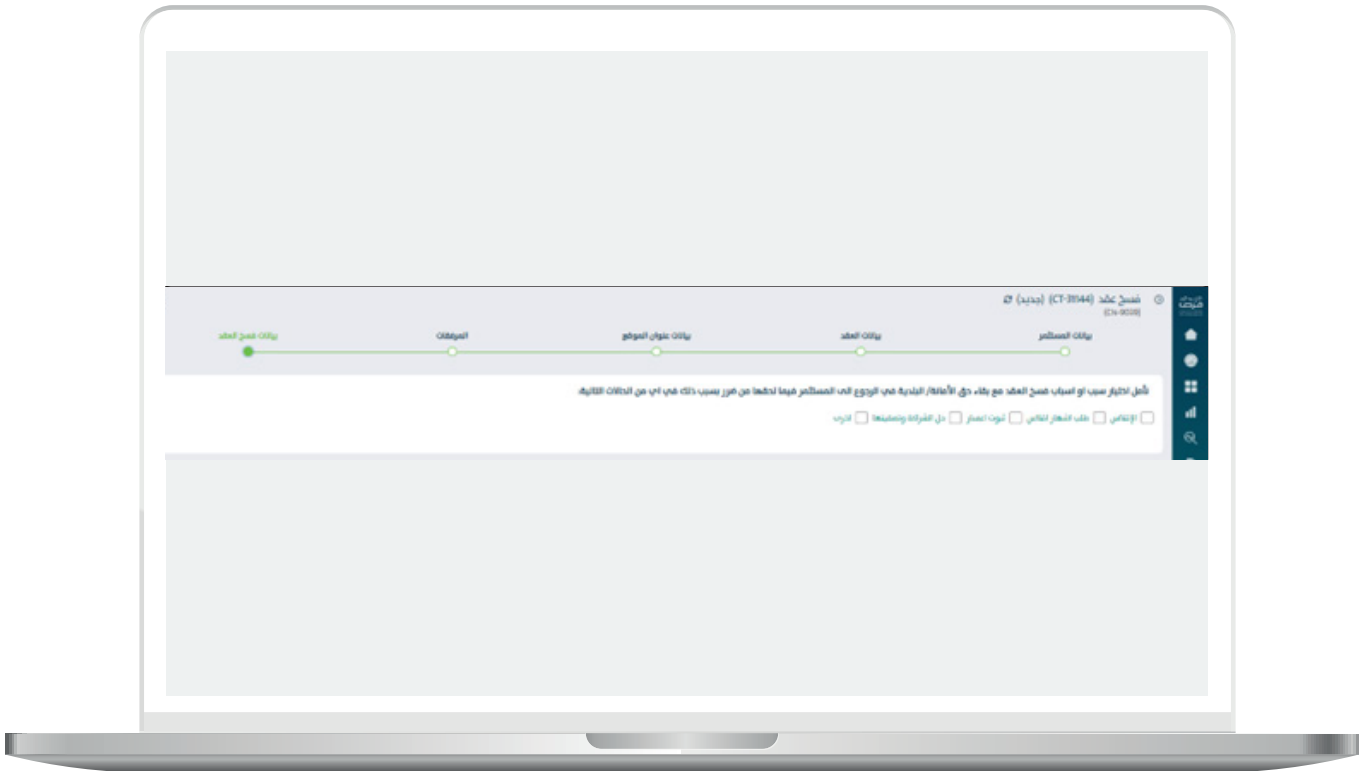 فرص
فسخ عقد (CT-31144) (جديد)
بيانات المستثمر
بيانات العقد
بيانات عنوان الموقع
المرفقات
بيانات فسخ العقد
نأمل اختيار سبب او اسباب فسخ العقد مع بقاء حق الأمانة/ البلدية في الرجوع الى المستثمر فيما لحقها من ضرر بسبب ذلك في اي من الحالات التالية:
الإفلاس طلب اشهار افلاس ثبوت اعسار حل الشركة وتصفيتها اخرى